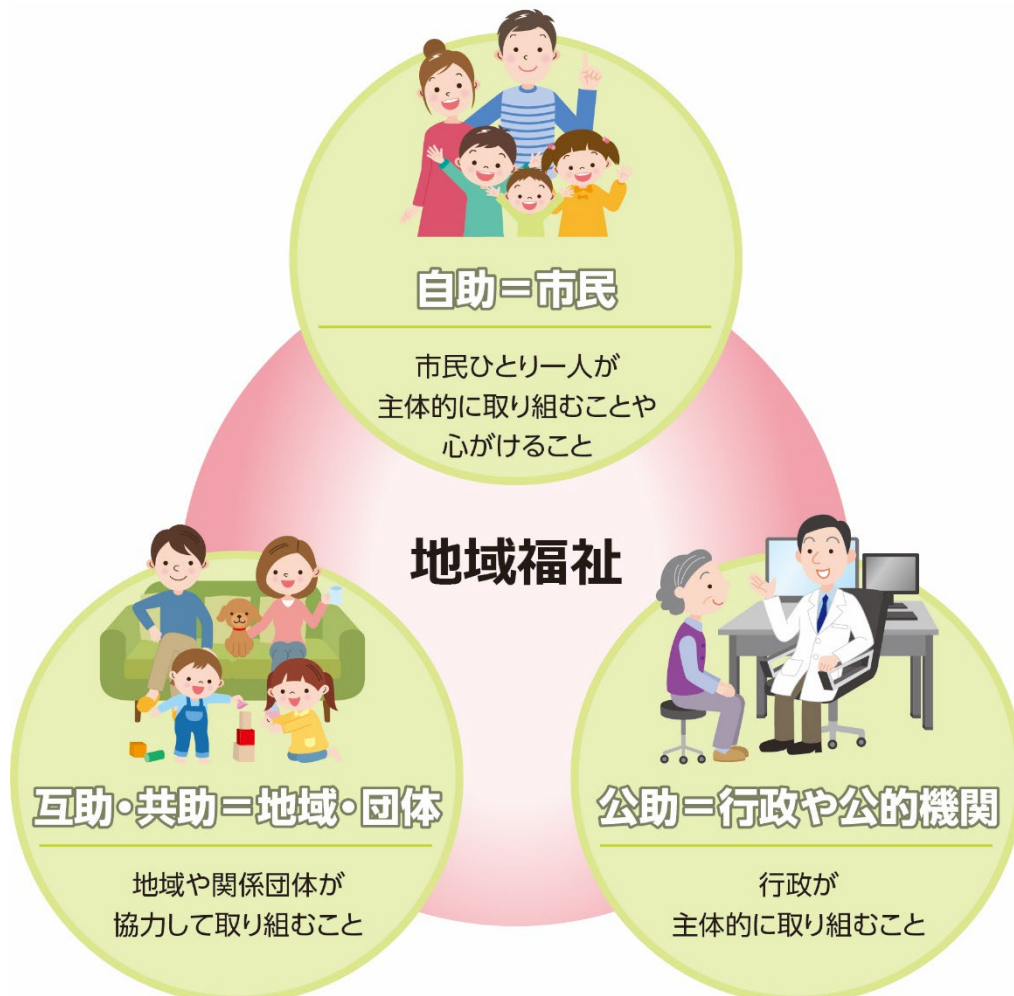 自助＝市民
市民ひとり一人が
主体的に取り組むことや
心がけること
地域福祉
互助・共助＝地域・団体
地域や関係団体が
協力して取り組むこと
公助＝行政や公的機関
行政が
主体的に取り組むこと